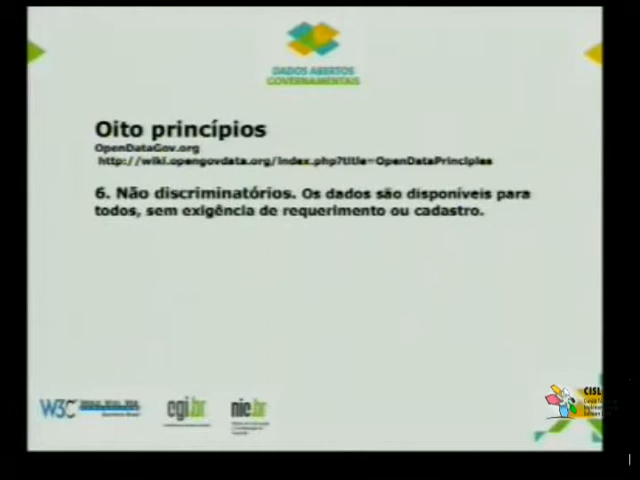 DADOS ABERTOS
GOVERNAMENTAIS
Oito princípios
OpenDataGov.org
http://wiki.opengovdata.org/index.php?title=OpenDataPrinciples
6. Não discriminatórios. Os dados são disponíveis para
todos, sem exigência de requerimento ou cadastro.
W3C
cgi.br
nic.br
CISL